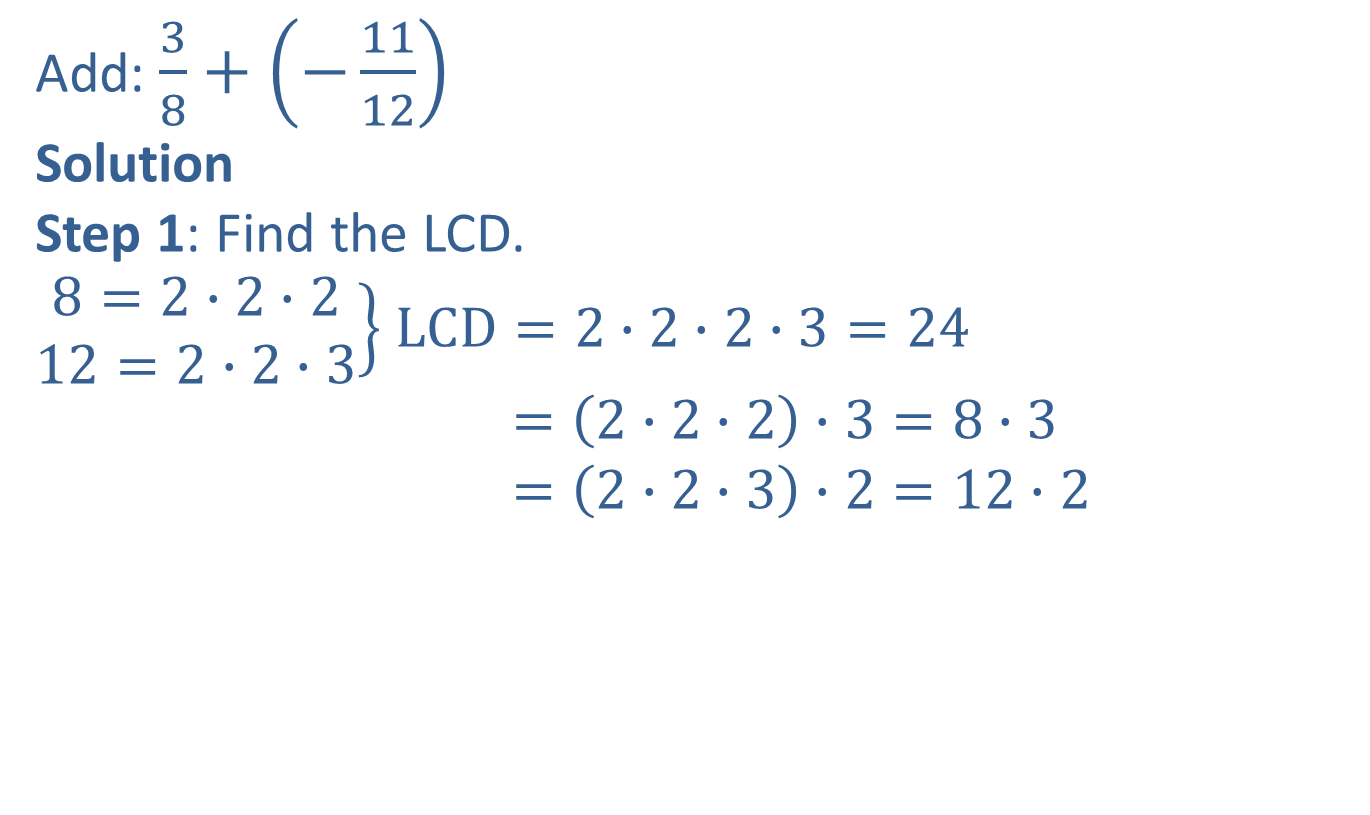 Add: 3/8 + (−11/12)
Solution
Step 1: Find the LCD.
8 = 2 · 2 · 2
12 = 2 · 2 · 3
} LCD = 2 · 2 · 2 · 3 = 24
= (2 · 2 · 2) · 3 = 8 · 3
= (2 · 2 · 3) · 2 = 12 · 2